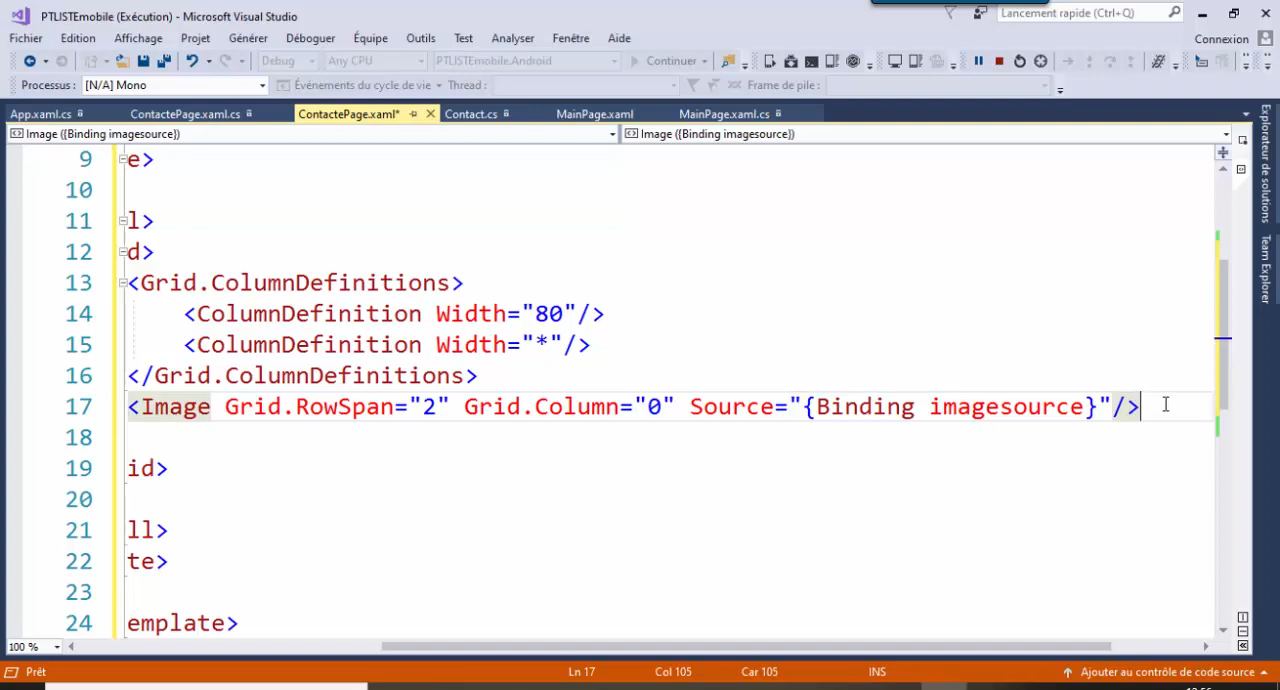 PTLISTEmobile (Exécution) - Microsoft Visual Studio
Lancement rapide (Ctrl+Q)
Fichier Edition Affichage Projet Générer Déboguer Équipe Outils Test Analyser Fenêtre Aide
Connexion
Debug Any CPU PTLISTEmobile.Android Continuer
Processus : [N/A] Mono Événements du cycle de vie Thread : Frame de pile :
App.xaml.cs ContactePage.xaml.cs ContactePage.xaml* Contact.cs MainPage.xaml MainPage.xaml.cs
Image ({Binding imagesource}) Image ({Binding imagesource})
9 e>
10
11 l>
12 d>
13 <Grid.ColumnDefinitions>
14 <ColumnDefinition Width="80"/>
15 <ColumnDefinition Width="*"/>
16 </Grid.ColumnDefinitions>
17 <Image Grid.RowSpan="2" Grid.Column="0" Source="{Binding imagesource}"/>
18
19 id>
20
21 ll>
22 te>
23
24 emplate>
Explorateur de solutions
Team Explorer
100 %
Prêt Ln 17 Col 105 Car 105 INS Ajouter au contrôle de code source